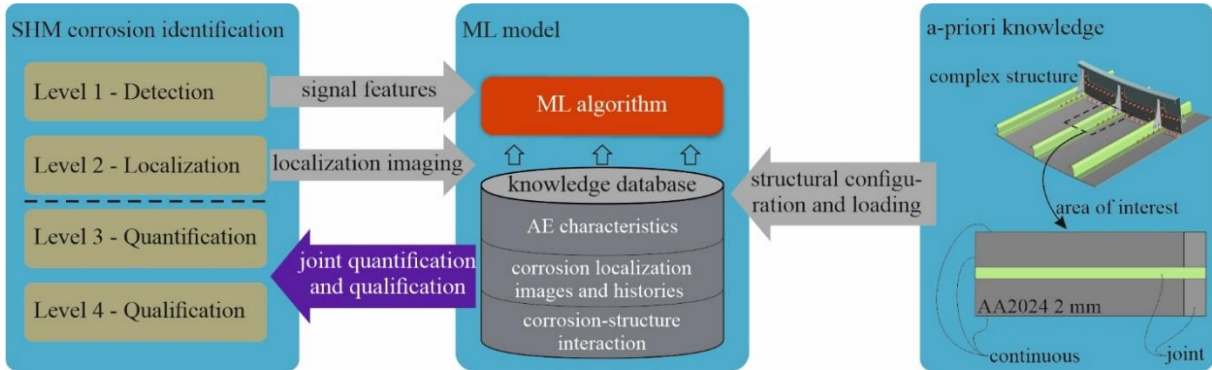 SHM corrosion identification
Level 1 - Detection
Level 2 - Localization
Level 3 - Quantification
Level 4 - Qualification
signal features
localization imaging
joint quantification
and qualification
ML model
ML algorithm
knowledge database
AE characteristics
corrosion localization
images and histories
corrosion-structure
interaction
structural configu-
ration and loading
a-priori knowledge
complex structure
area of interest
AA2024 2 mm
continuous
joint